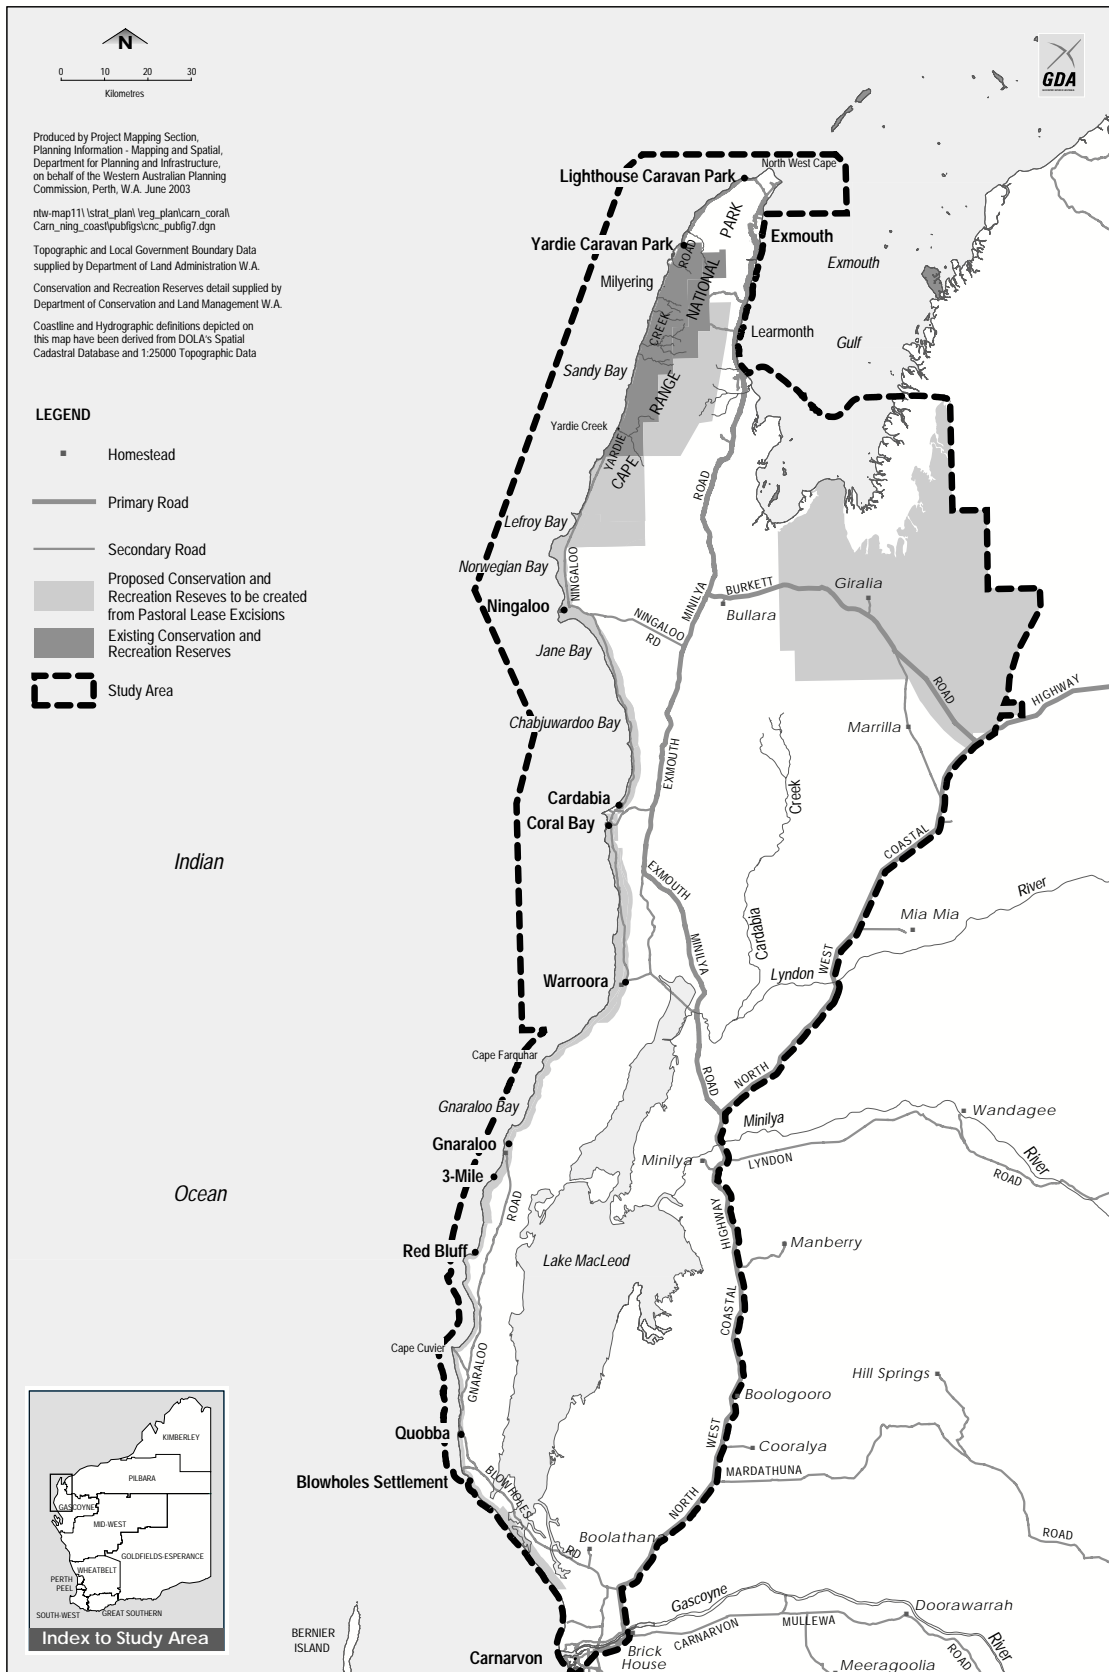 N
0 10 20 30
Kilometres
GDA
Produced by Project Mapping Section,
Planning Information - Mapping and Spatial,
Department for Planning and Infrastructure,
on behalf of the Western Australian Planning
Commission, Perth, W.A. June 2003
ntw-map11\ \strat_plan\ \reg_plan\carn_coral\
Carn_ning_coast\pubfigs\cnc_pubfig7.dgn
Topographic and Local Government Boundary Data
supplied by Department of Land Administration W.A.
Conservation and Recreation Reserves detail supplied by
Department of Conservation and Land Management W.A.
Coastline and Hydrographic definitions depicted on
this map have been derived from DOLA's Spatial
Cadastral Database and 1:25000 Topographic Data
LEGEND
Homestead
Primary Road
Secondary Road
Proposed Conservation and
Recreation Reserves to be created
from Pastoral Lease Excisions
Existing Conservation and
Recreation Reserves
Study Area
North West Cape
Lighthouse Caravan Park
PARK
Exmouth
Yardie Caravan Park
ROAD
NATIONAL
Exmouth
Milyering
CREEK
Learmonth
Gulf
Sandy Bay
RANGE
Yardie Creek
YARDIE
CAPE
ROAD
Lefroy Bay
Norwegian Bay
NINGALOO
MINILYA
BURKETT
Giralia
Ningaloo
NINGALOO
RD
Bullara
Jane Bay
ROAD
HIGHWAY
Chabjuwardoo Bay
Marrilla
EXMOUTH
Creek
Cardabia
Coral Bay
COASTAL
Indian
EXMOUTH
River
Mia Mia
Cardabia
MINILYA
WEST
Lyndon
Warroora
Cape Farquhar
ROAD
NORTH
Gnaraloo Bay
Minilya
Wandagee
Gnaraloo
Minilya
LYNDON
River
ROAD
3-Mile
Ocean
ROAD
HIGHWAY
Red Bluff
Lake MacLeod
Manberry
COASTAL
Cape Cuvier
GNARALOO
Hill Springs
Boologooro
Quobba
WEST
Cooralya
MARDATHUNA
Blowholes Settlement
BLOWHOLES
NORTH
ROAD
Boolathana
RD
Gascoyne
Doorawarrah
CARNARVON
MULLEWA
River
ROAD
BERNIER
ISLAND
Carnarvon
Brick
House
Meeragoolia
KIMBERLEY
PILBARA
GASCOYNE
MID-WEST
GOLDFIELDS-ESPERANCE
WHEATBELT
PERTH
PEEL
SOUTH-WEST
GREAT SOUTHERN
Index to Study Area